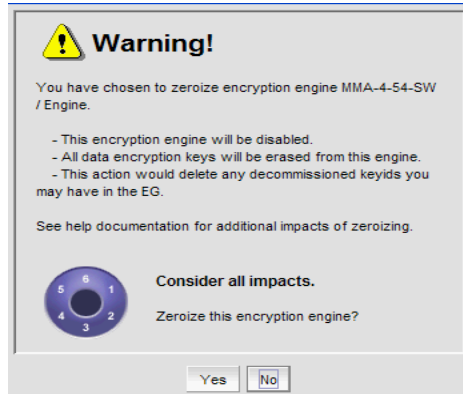 Warning!
You have chosen to zeroize encryption engine MMA-4-54-SW
/ Engine.
- This encryption engine will be disabled.
- All data encryption keys will be erased from this engine.
- This action would delete any decommissioned keyids you
may have in the EG.
See help documentation for additional impacts of zeroizing.
6
5 1
4 2
3
Consider all impacts.
Zeroize this encryption engine?
Yes No